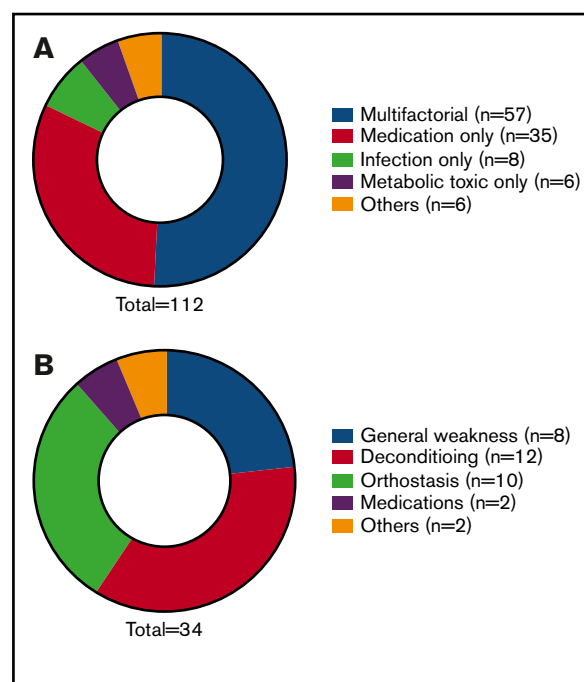 A
Multifactorial (n=57)
Medication only (n=35)
Infection only (n=8)
Metabolic toxic only (n=6)
Others (n=6)
Total=112
B
General weakness (n=8)
Deconditioing (n=12)
Orthostasis (n=10)
Medications (n=2)
Others (n=2)
Total=34